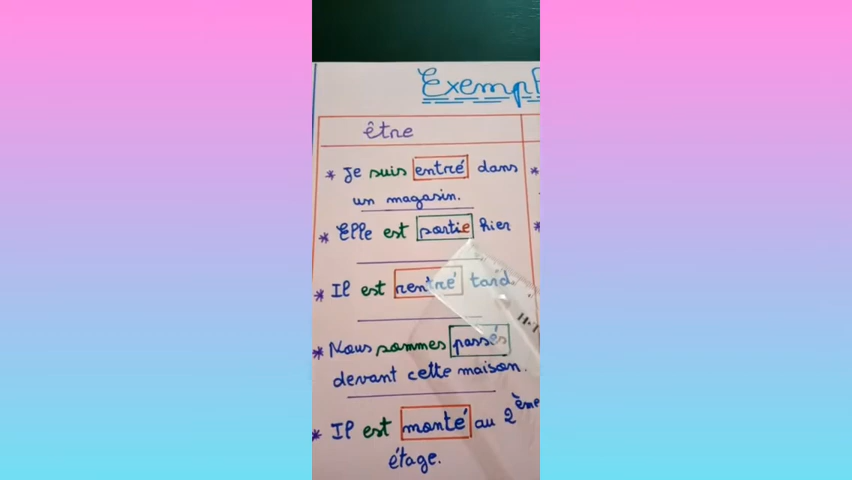 Exempl
être
* Je suis entré dans
un magasin.
* Elle est partie hier
* Il est rentré tard.
* Nous sommes passés
devant cette maison.
* Il est monté au 2ème
étage.